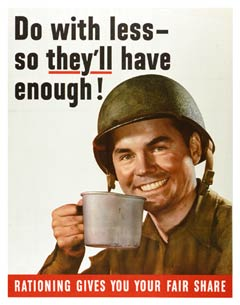 Do with less–
so they'll have
enough!
RATIONING GIVES YOU YOUR FAIR SHARE